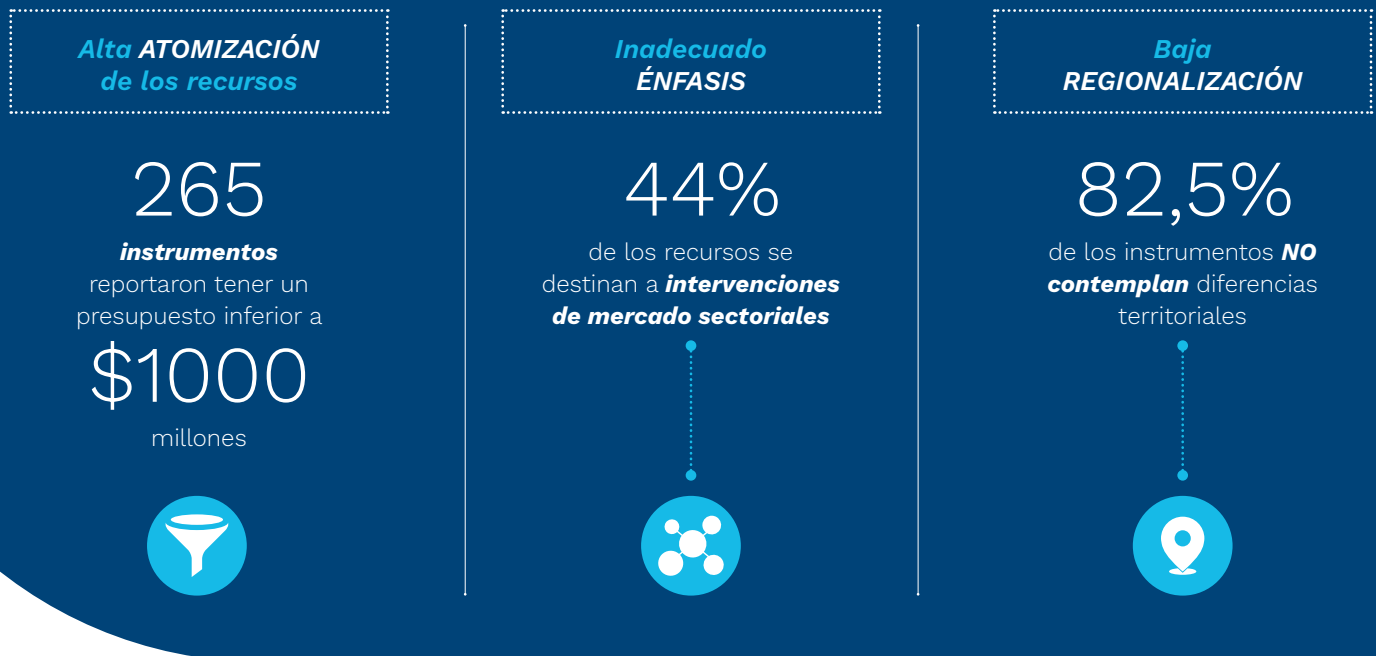 Alta ATOMIZACIÓN
de los recursos
265
instrumentos
reportaron tener un
presupuesto inferior a
$1000
millones
Inadecuado
ÉNFASIS
44%
de los recursos se
destinan a intervenciones
de mercado sectoriales
Baja
REGIONALIZACIÓN
82,5%
de los instrumentos NO
contemplan diferencias
territoriales